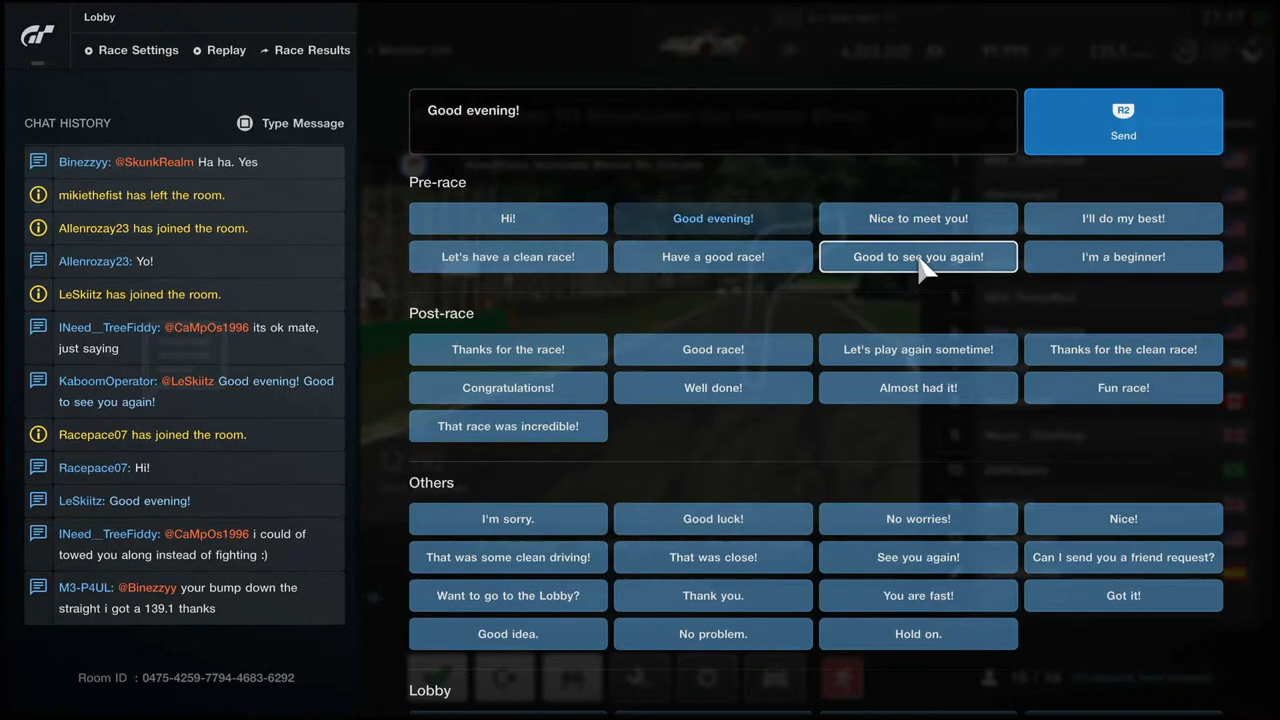 Lobby
Race Settings
Replay
Race Results
CHAT HISTORY
Type Message
Binezzyy: @SkunkRealm Ha ha. Yes
mikiethefist has left the room.
Allenrozay23 has joined the room.
Allenrozay23: Yo!
LeSkiitz has joined the room.
INeed__TreeFiddy: @CaMpOs1996 its ok mate,
just saying
KaboomOperator: @LeSkiitz Good evening! Good
to see you again!
Racepace07 has joined the room.
Racepace07: Hi!
LeSkiitz: Good evening!
INeed__TreeFiddy: @CaMpOs1996 i could of
towed you along instead of fighting :)
M3-P4UL: @Binezzyy your bump down the
straight i got a 139.1 thanks
Room ID : 0475-4259-7794-4683-6292
Good evening!
R2
Send
Pre-race
Hi!
Good evening!
Nice to meet you!
I'll do my best!
Let's have a clean race!
Have a good race!
Good to see you again!
I'm a beginner!
Post-race
Thanks for the race!
Good race!
Let's play again sometime!
Thanks for the clean race!
Congratulations!
Well done!
Almost had it!
Fun race!
That race was incredible!
Others
I'm sorry.
Good luck!
No worries!
Nice!
That was some clean driving!
That was close!
See you again!
Can I send you a friend request?
Want to go to the Lobby?
Thank you.
You are fast!
Got it!
Good idea.
No problem.
Hold on.
Lobby